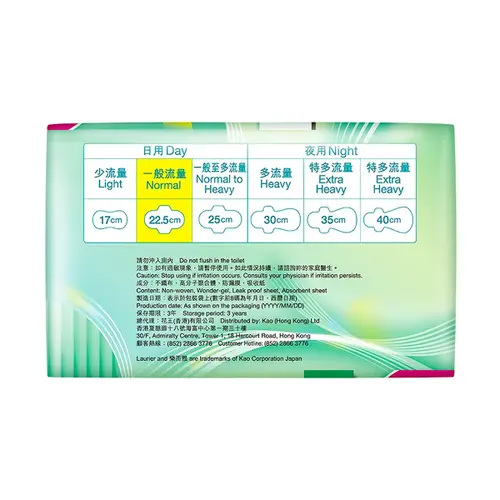 日用 Day
夜用 Night
少流量 Light
一般流量 Normal
一般至多流量 Normal to Heavy
多流量 Heavy
特多流量 Extra Heavy
特多流量 Extra Heavy
17cm
22.5cm
25cm
30cm
35cm
40cm
請勿沖入廁內 Do not flush in the toilet
注意：如有過敏現象，請暫停使用。如此情況持續，請諮詢妳的家庭醫生。
Caution: Stop using if irritation occurs. Consult your physician if irritation persists.
成分：不織布，高分子聚合體，防漏膜，吸收紙
Content: Non-woven, Wonder-gel, Leak proof sheet, Absorbent sheet
製造日期：表示於包裝袋上(數字前8碼為年月日，西曆日期)
Production date: As shown on the packaging (YYYY/MM/DD)
保存期限：3年 Storage period: 3 years
總代理：花王(香港)有限公司 Distributed by: Kao (Hong Kong) Ltd
香港夏慤道十八號海富中心第一期三十樓
30/F, Admiralty Centre, Tower 1, 18 Harcourt Road, Hong Kong
顧客熱線：(852) 2866 3776 Customer Hotline: (852) 2866 3776
Laurier and 樂而雅 are trademarks of Kao Corporation Japan